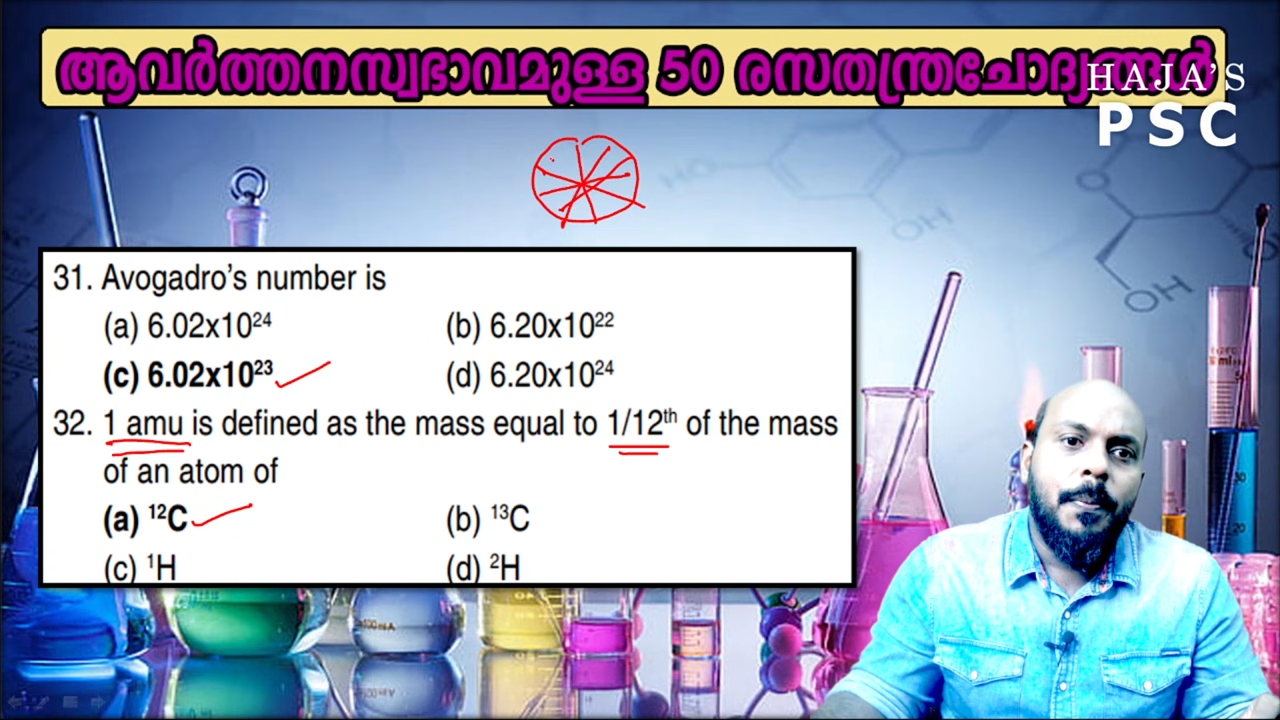 ആവർത്തനസ്വഭാവമുള്ള 50 രസതന്ത്രചോദ്യങ്ങൾ
HAJA'S
PSC
31. Avogadro's number is
(a) 6.02x10²⁴ (b) 6.20x10²²
(c) 6.02x10²³ (d) 6.20x10²⁴
32. 1 amu is defined as the mass equal to 1/12ᵗʰ of the mass
of an atom of
(a) ¹²C (b) ¹³C
(c) ¹H (d) ²H